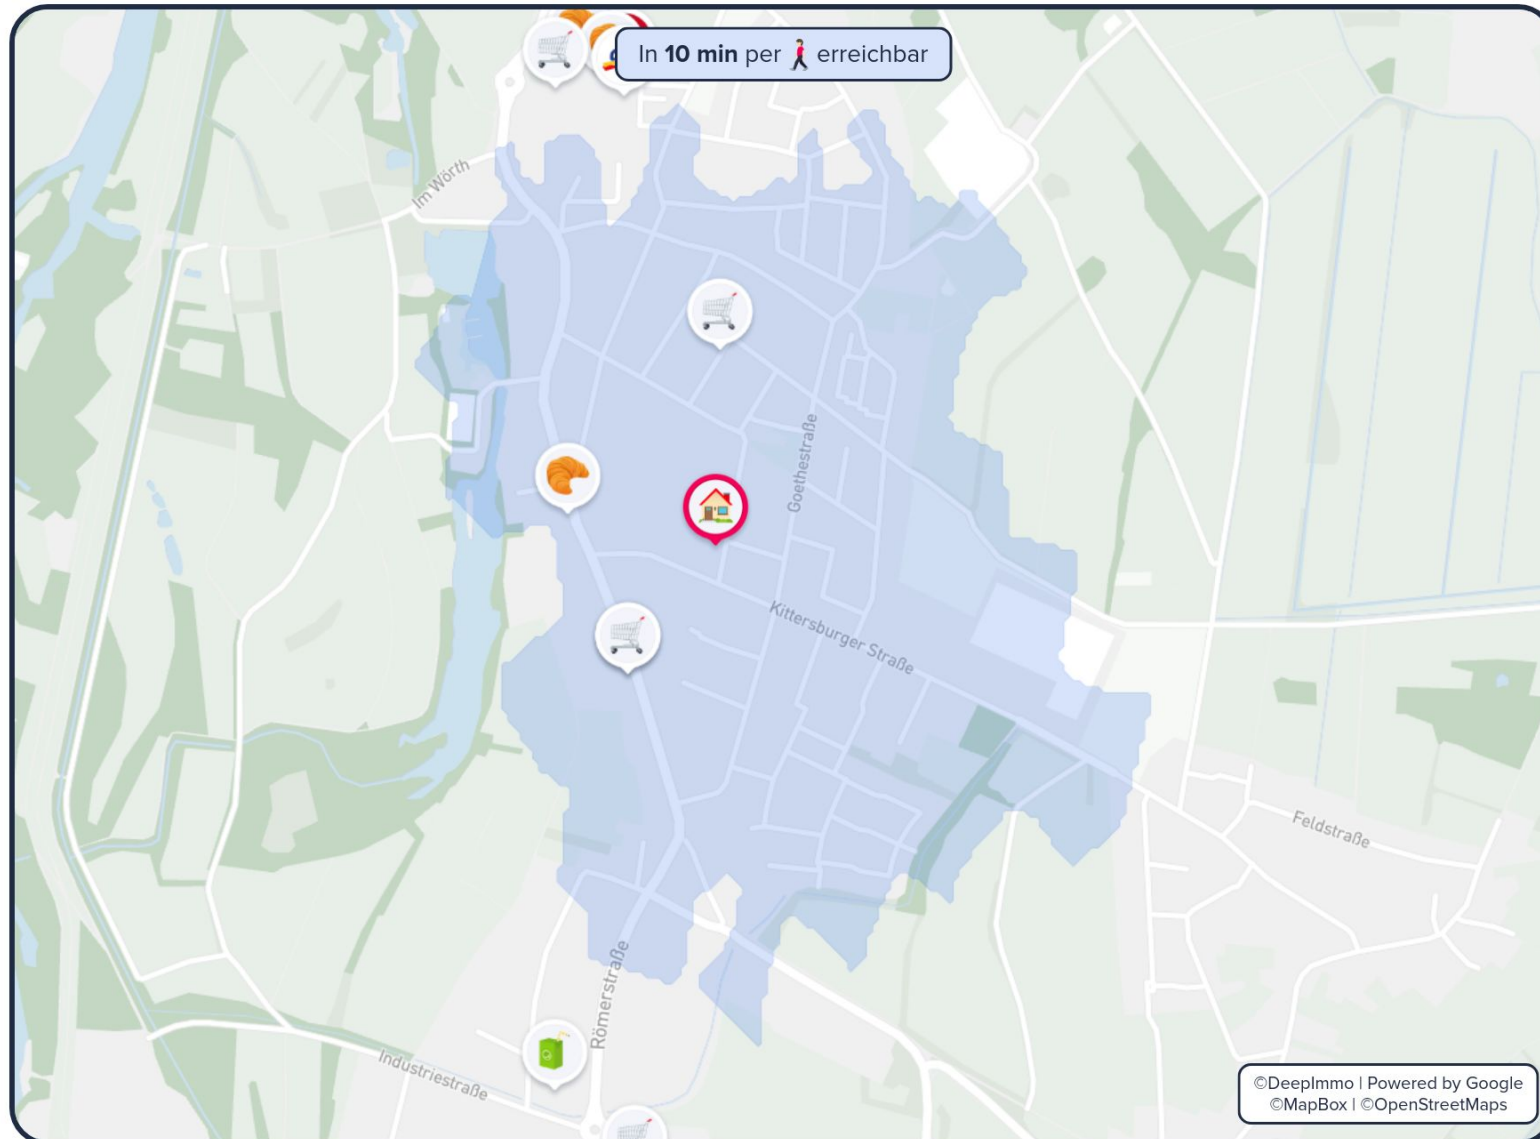 In 10 min per erreichbar
Im Wörth
Goethestraße
Kittersburger Straße
Feldstraße
Römerstraße
Industriestraße
©DeepImmo | Powered by Google
©MapBox | ©OpenStreetMaps